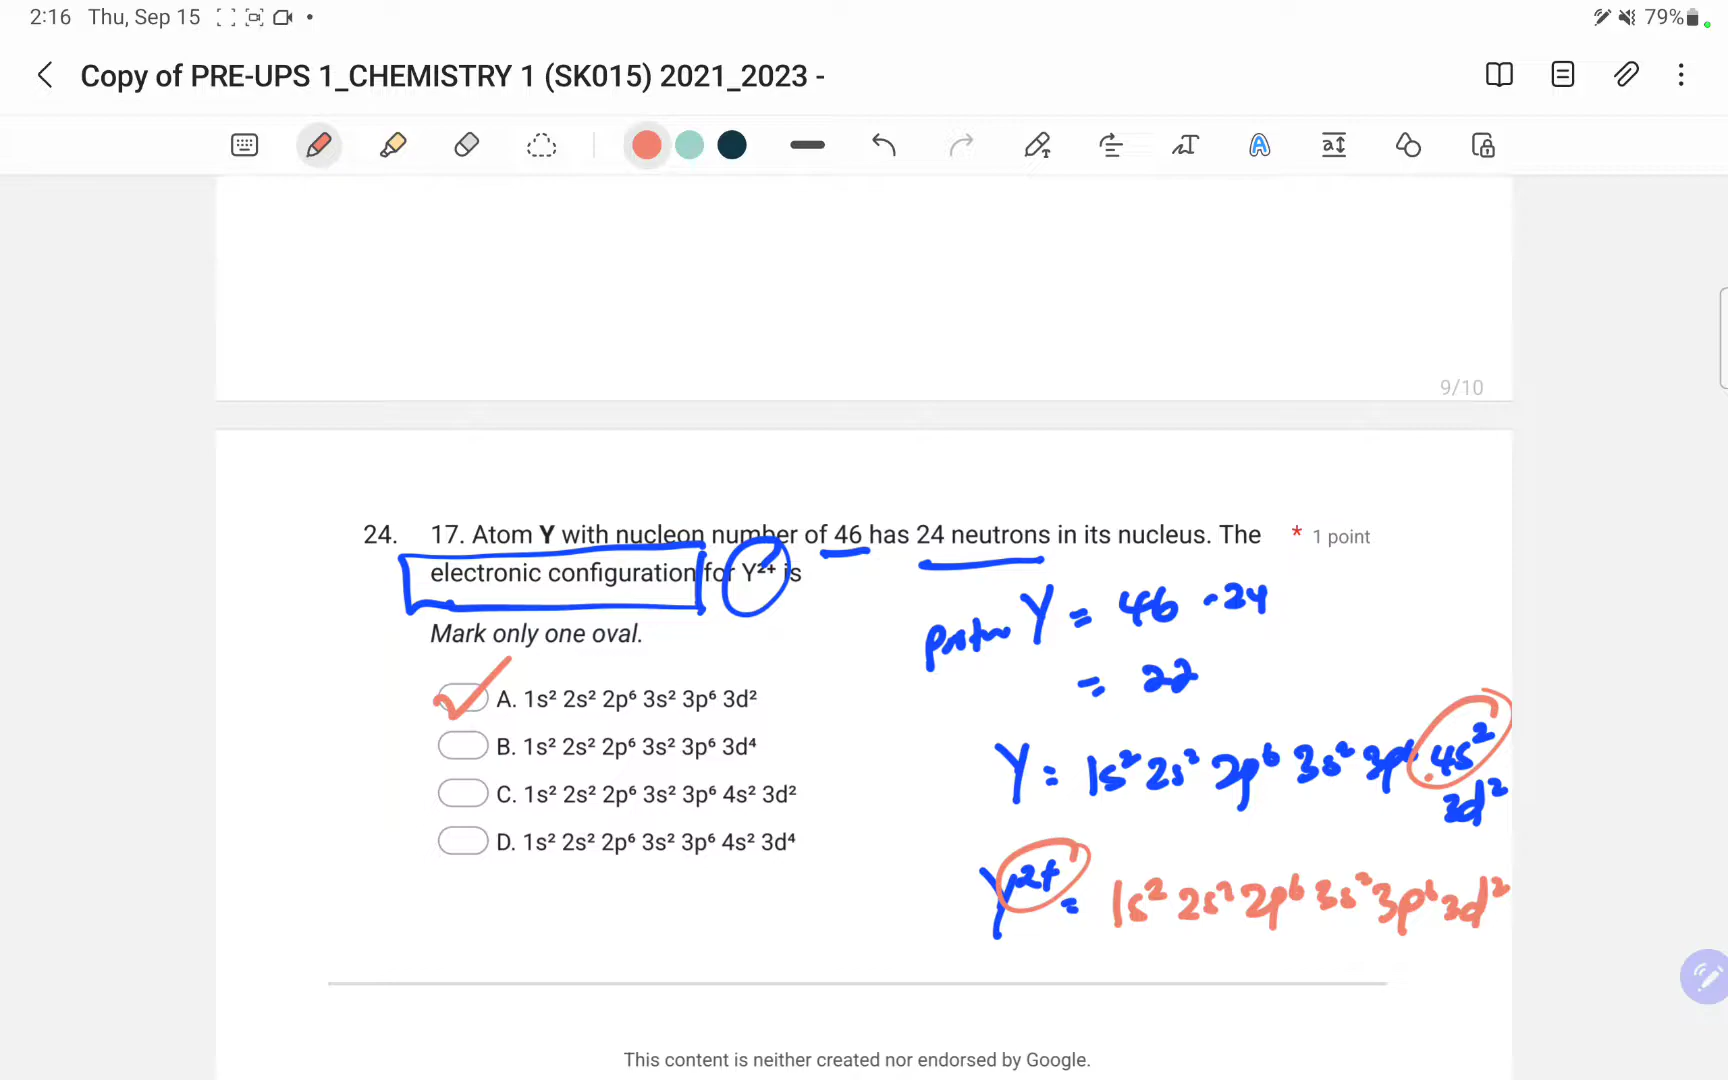 2:16 Thu, Sep 15
79%
Copy of PRE-UPS 1_CHEMISTRY 1 (SK015) 2021_2023 -
9/10
24. 17. Atom Y with nucleon number of 46 has 24 neutrons in its nucleus. The * 1 point
electronic configuration for Y²⁺ is
Mark only one oval.
A. 1s² 2s² 2p⁶ 3s² 3p⁶ 3d²
B. 1s² 2s² 2p⁶ 3s² 3p⁶ 3d⁴
C. 1s² 2s² 2p⁶ 3s² 3p⁶ 4s² 3d²
D. 1s² 2s² 2p⁶ 3s² 3p⁶ 4s² 3d⁴
proton Y = 46 - 24
= 22
Y = 1s² 2s² 2p⁶ 3s² 3p⁶ 4s²
3d²
Y²⁺ = 1s² 2s² 2p⁶ 3s² 3p⁶ 3d²
This content is neither created nor endorsed by Google.